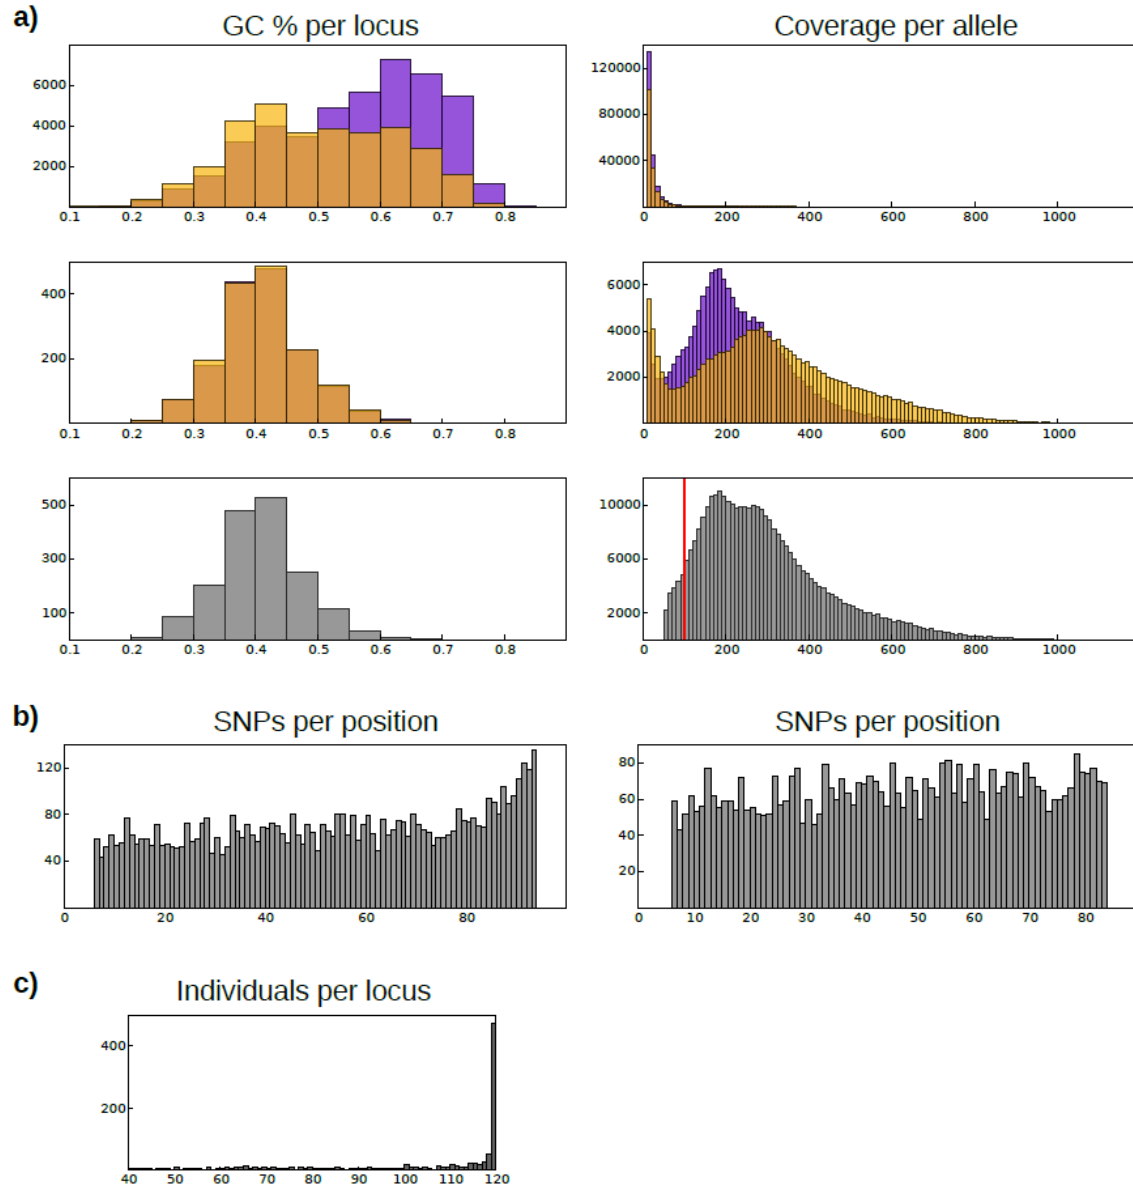 a)
GC % per locus
Coverage per allele
6000
4000
2000
0.1 0.2 0.3 0.4 0.5 0.6 0.7 0.8
120000
80000
40000
0 200 400 600 800 1000
400
200
0.1 0.2 0.3 0.4 0.5 0.6 0.7 0.8
6000
4000
2000
0 200 400 600 800 1000
500
300
100
0.1 0.2 0.3 0.4 0.5 0.6 0.7 0.8
10000
6000
2000
0 200 400 600 800 1000
b)
SNPs per position
SNPs per position
120
80
40
0 20 40 60 80
80
60
40
20
0 10 20 30 40 50 60 70 80
c)
Individuals per locus
400
200
40 50 60 70 80 90 100 110 120